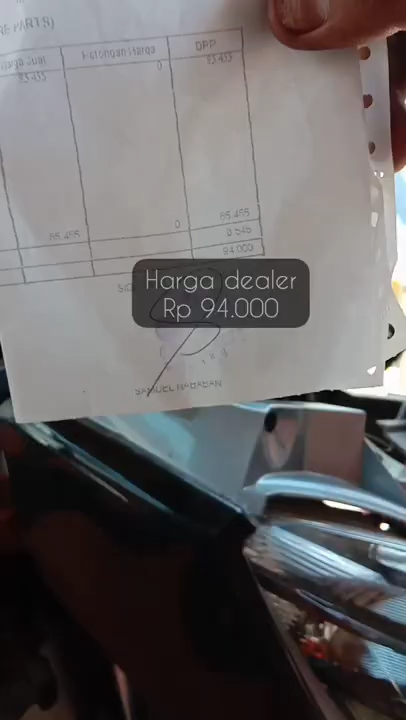 RE PARTS)
Harga Jual Potongan Harga DPP
85.455 0 85.455
85.455 0 85.455
8.545
94.000
Harga dealer
Rp 94.000
SAMUEL